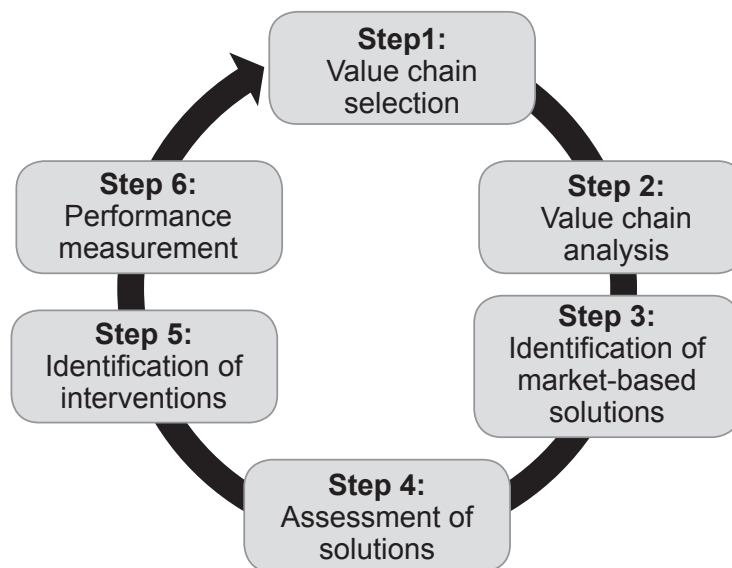 Step1:
Value chain
selection
Step 2:
Value chain
analysis
Step 3:
Identification of
market-based
solutions
Step 4:
Assessment of
solutions
Step 5:
Identification of
interventions
Step 6:
Performance
measurement